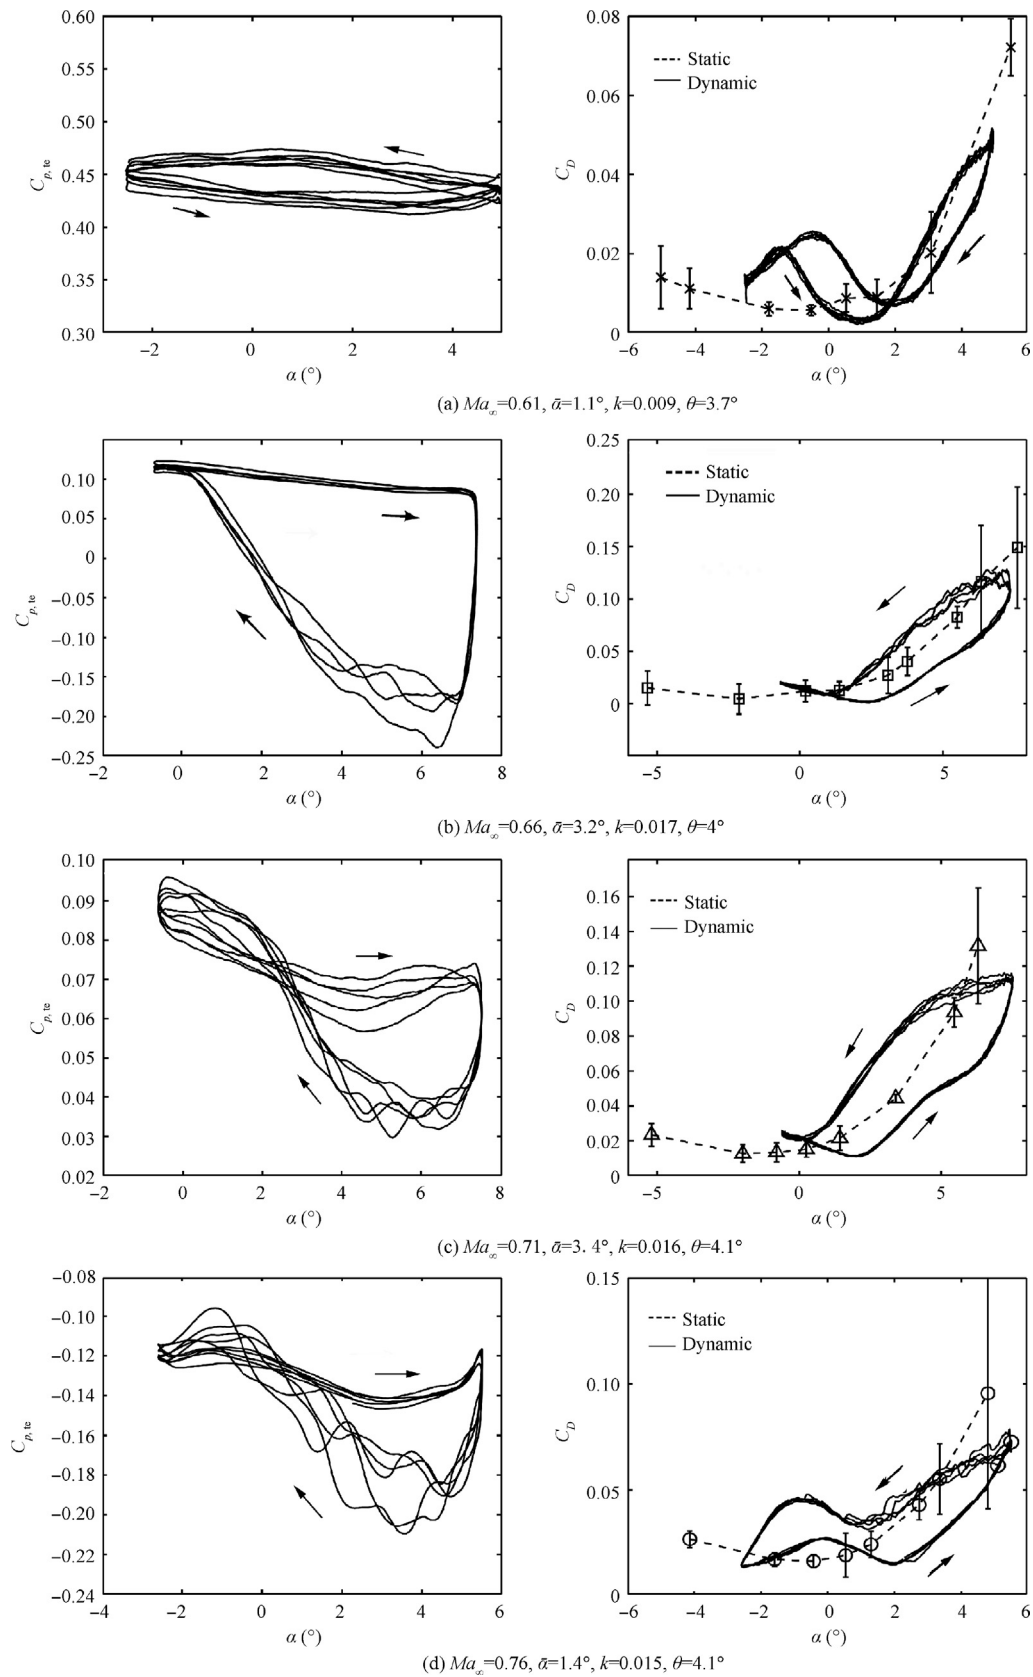 0.60
0.55
0.50
0.45
0.40
0.35
0.30
C_p, te
−2 0 2 4
α (°)
0.08
0.06
0.04
0.02
0
C_D
Static
Dynamic
−6 −4 −2 0 2 4 6
α (°)
(a) Ma∞=0.61, ᾱ=1.1°, k=0.009, θ=3.7°
0.10
0.05
0
−0.05
−0.10
−0.15
−0.20
−0.25
C_p, te
−2 0 2 4 6 8
α (°)
0.25
0.20
0.15
0.10
0.05
0
C_D
Static
Dynamic
−5 0 5
α (°)
(b) Ma∞=0.66, ᾱ=3.2°, k=0.017, θ=4°
0.10
0.09
0.08
0.07
0.06
0.05
0.04
0.03
0.02
C_p, te
−2 0 2 4 6 8
α (°)
0.16
0.14
0.12
0.10
0.08
0.06
0.04
0.02
0
C_D
Static
Dynamic
−5 0 5
α (°)
(c) Ma∞=0.71, ᾱ=3.4°, k=0.016, θ=4.1°
−0.08
−0.10
−0.12
−0.14
−0.16
−0.18
−0.20
−0.22
−0.24
C_p, te
−4 −2 0 2 4 6
α (°)
0.15
0.10
0.05
0
C_D
Static
Dynamic
−6 −4 −2 0 2 4 6
α (°)
(d) Ma∞=0.76, ᾱ=1.4°, k=0.015, θ=4.1°